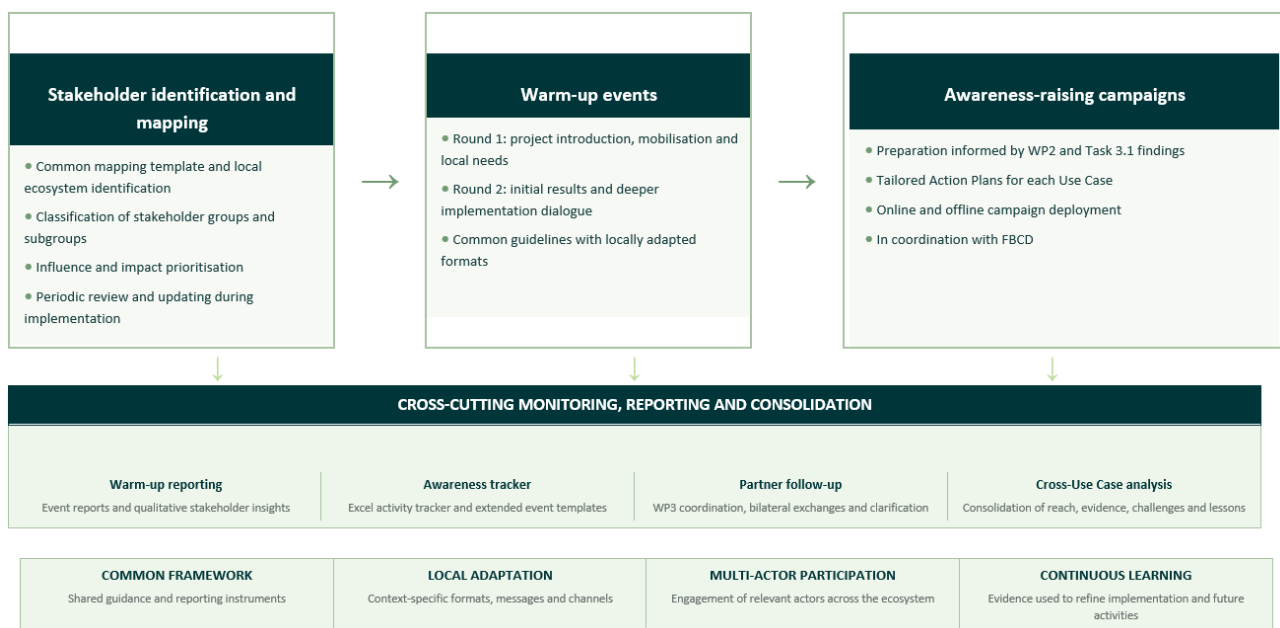 Stakeholder identification and
mapping
• Common mapping template and local
ecosystem identification
• Classification of stakeholder groups and
subgroups
• Influence and impact prioritisation
• Periodic review and updating during
implementation
→
Warm-up events
• Round 1: project introduction, mobilisation and
local needs
• Round 2: initial results and deeper
implementation dialogue
• Common guidelines with locally adapted
formats
→
Awareness-raising campaigns
• Preparation informed by WP2 and Task 3.1 findings
• Tailored Action Plans for each Use Case
• Online and offline campaign deployment
• In coordination with FBCD
↓ ↓ ↓
CROSS-CUTTING MONITORING, REPORTING AND CONSOLIDATION
Warm-up reporting
Event reports and qualitative stakeholder insights
Awareness tracker
Excel activity tracker and extended event templates
Partner follow-up
WP3 coordination, bilateral exchanges and clarification
Cross-Use Case analysis
Consolidation of reach, evidence, challenges and lessons
COMMON FRAMEWORK
Shared guidance and reporting instruments
LOCAL ADAPTATION
Context-specific formats, messages and channels
MULTI-ACTOR PARTICIPATION
Engagement of relevant actors across the ecosystem
CONTINUOUS LEARNING
Evidence used to refine implementation and future
activities